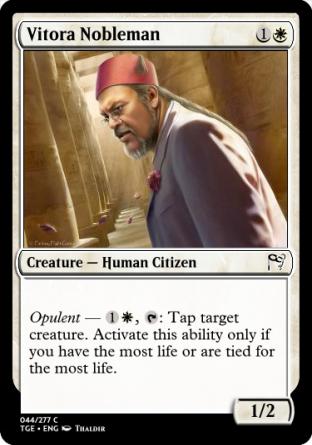 Vitora Nobleman 1
Creature — Human Citizen
Opulent — 1, : Tap target
creature. Activate this ability only if
you have the most life or are tied for
the most life.
1/2
044/277 C
TGE • ENG Thaldir